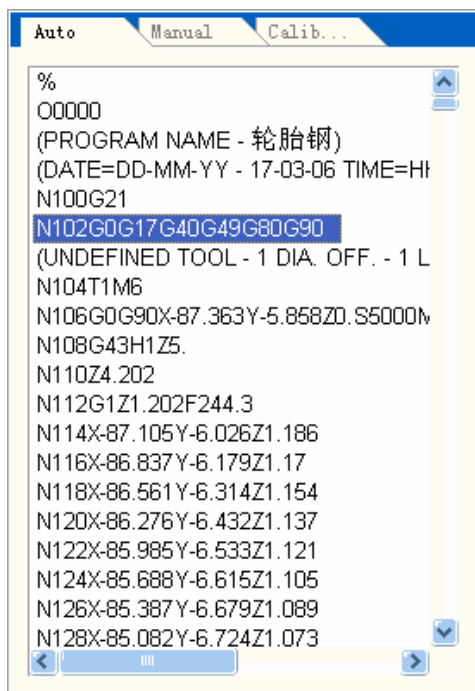 Auto Manual Calib...
%
O0000
(PROGRAM NAME - 轮胎钢)
(DATE=DD-MM-YY - 17-03-06 TIME=HH
N100G21
N102G0G17G40G49G80G90
(UNDEFINED TOOL - 1 DIA. OFF. - 1 L
N104T1M6
N106G0G90X-87.363Y-5.858Z0.S5000M
N108G43H1Z5.
N110Z4.202
N112G1Z1.202F244.3
N114X-87.105Y-6.026Z1.186
N116X-86.837Y-6.179Z1.17
N118X-86.561Y-6.314Z1.154
N120X-86.276Y-6.432Z1.137
N122X-85.985Y-6.533Z1.121
N124X-85.688Y-6.615Z1.105
N126X-85.387Y-6.679Z1.089
N128X-85.082Y-6.724Z1.073